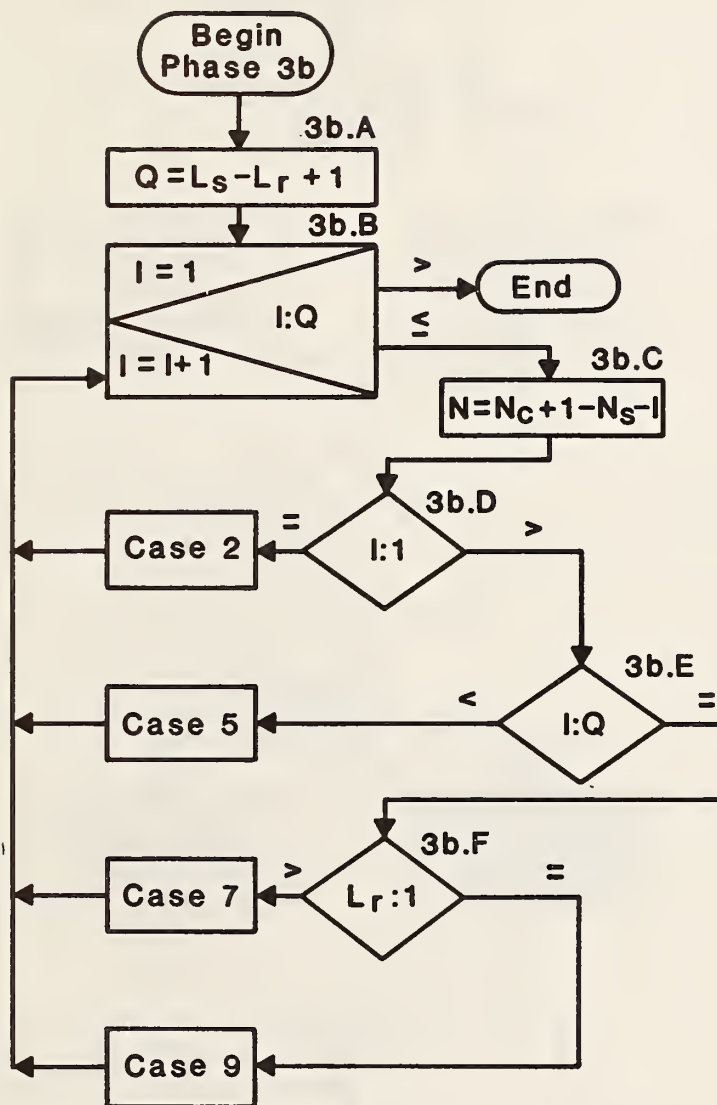 Begin
Phase 3b
3b.A
Q=Ls-Lr+1
3b.B
I=1
>
End
I:Q
≤
I=I+1
3b.C
N=NC+1-NS-I
3b.D
=
>
Case 2
I:1
3b.E
<
=
Case 5
I:Q
3b.F
>
=
Case 7
Lr:1
Case 9